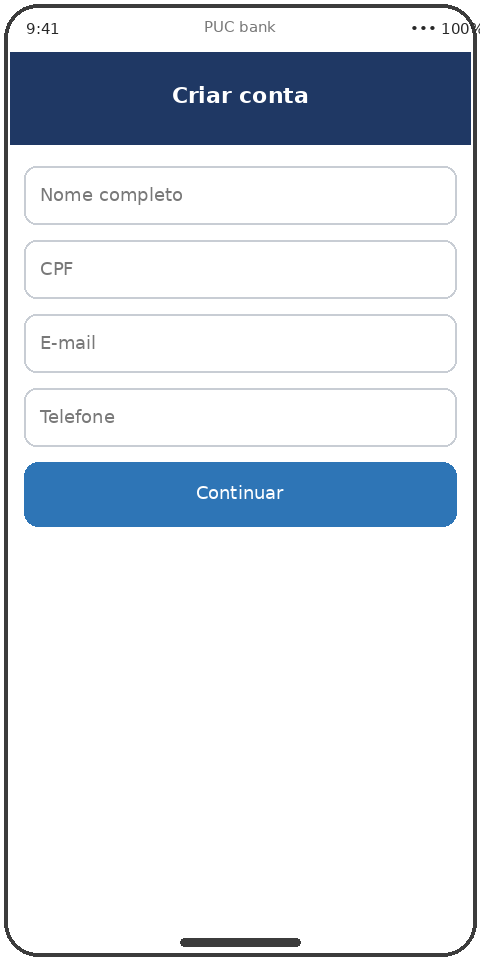 9:41 PUC bank ••• 100%
Criar conta
Nome completo
CPF
E-mail
Telefone
Continuar